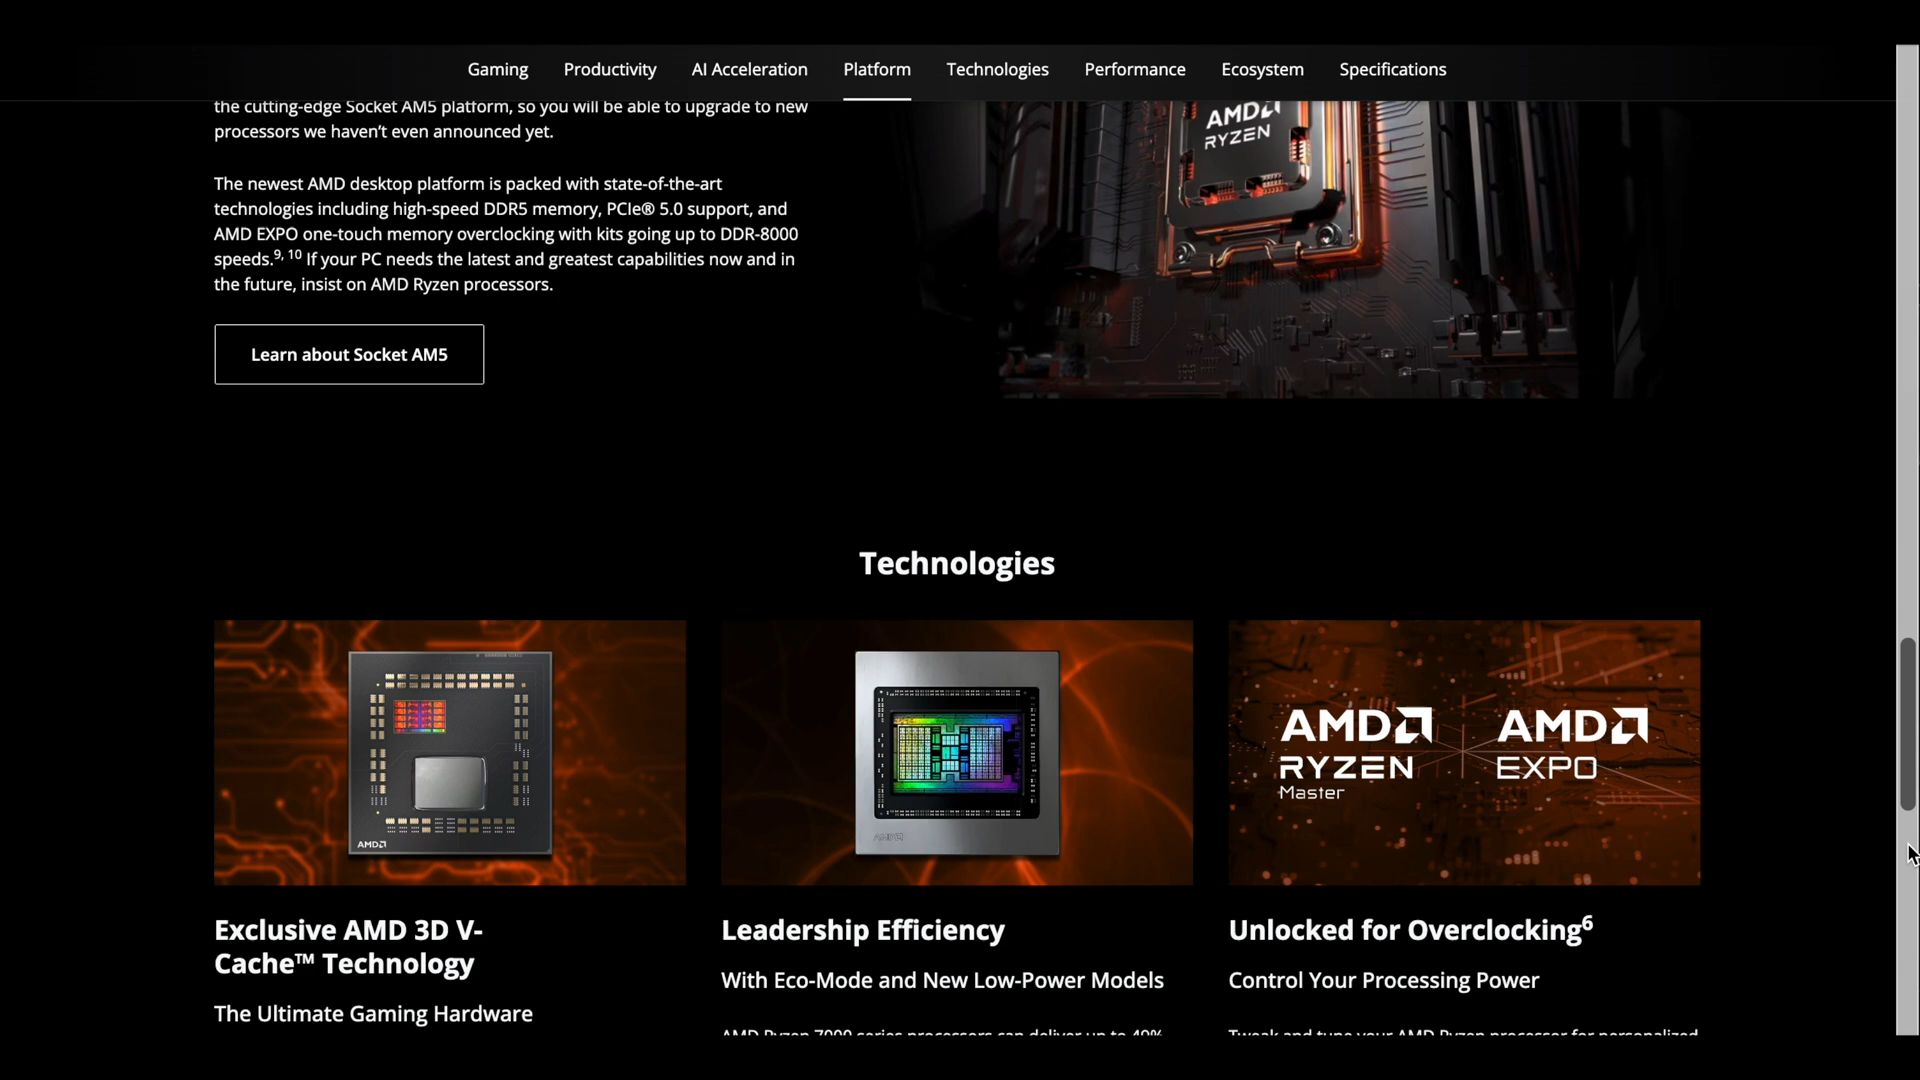 Gaming
Productivity
AI Acceleration
Platform
Technologies
Performance
Ecosystem
Specifications
the cutting-edge Socket AM5 platform, so you will be able to upgrade to new
processors we haven't even announced yet.
The newest AMD desktop platform is packed with state-of-the-art
technologies including high-speed DDR5 memory, PCIe® 5.0 support, and
AMD EXPO one-touch memory overclocking with kits going up to DDR-8000
speeds.9, 10 If your PC needs the latest and greatest capabilities now and in
the future, insist on AMD Ryzen processors.
Learn about Socket AM5
AMD
RYZEN
Technologies
AMD
AMD
AMD
RYZEN
Master
AMD
EXPO
Exclusive AMD 3D V-
Cache™ Technology
The Ultimate Gaming Hardware
Leadership Efficiency
With Eco-Mode and New Low-Power Models
AMD Ryzen 7000 series processors can deliver up to 49%
Unlocked for Overclocking6
Control Your Processing Power
Tweak and tune your AMD Ryzen processor for personalized